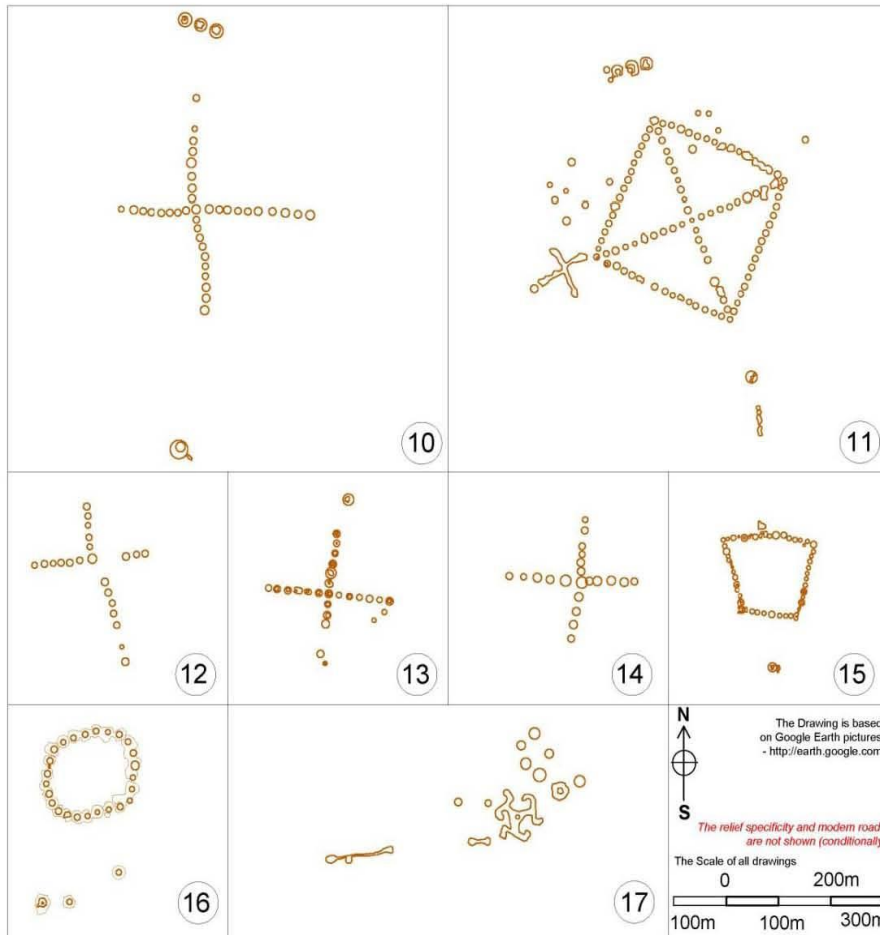 10
11
12
13
14
15
16
17
N
S
The Drawing is based
on Google Earth pictures
- http://earth.google.com
The relief specificity and modern road
are not shown (conditionally
The Scale of all drawings
0 200m
100m 100m 300m